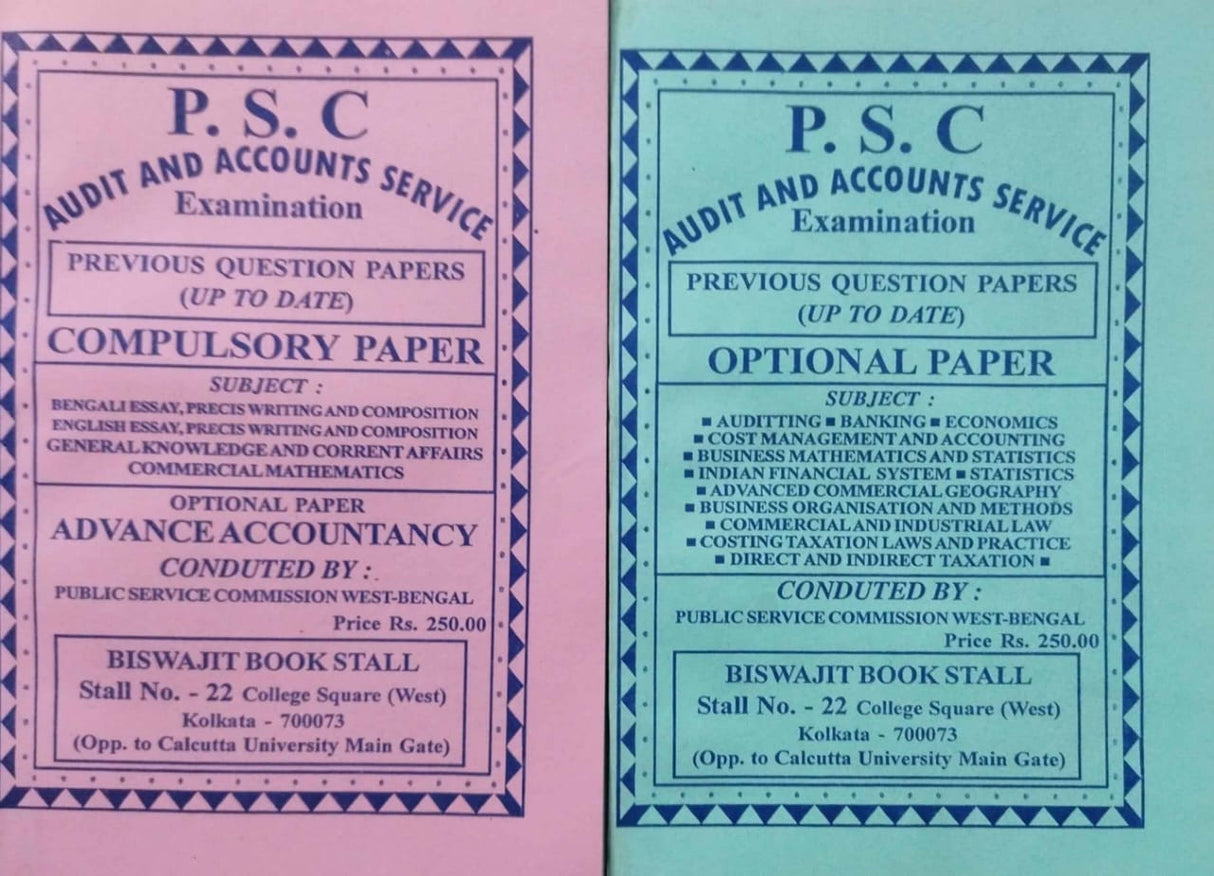 P. S. C
AUDIT AND ACCOUNTS SERVICE
Examination
PREVIOUS QUESTION PAPERS
(UP TO DATE)
COMPULSORY PAPER
SUBJECT :
BENGALI ESSAY, PRECIS WRITING AND COMPOSITION
ENGLISH ESSAY, PRECIS WRITING AND COMPOSITION
GENERAL KNOWLEDGE AND CORRENT AFFAIRS
COMMERCIAL MATHEMATICS
OPTIONAL PAPER
ADVANCE ACCOUNTANCY
CONDUTED BY :
PUBLIC SERVICE COMMISSION WEST-BENGAL
Price Rs. 250.00
BISWAJIT BOOK STALL
Stall No. - 22 College Square (West)
Kolkata - 700073
(Opp. to Calcutta University Main Gate)
P. S. C
AUDIT AND ACCOUNTS SERVICE
Examination
PREVIOUS QUESTION PAPERS
(UP TO DATE)
OPTIONAL PAPER
SUBJECT :
■ AUDITTING ■ BANKING ■ ECONOMICS
■ COST MANAGEMENT AND ACCOUNTING
■ BUSINESS MATHEMATICS AND STATISTICS
■ INDIAN FINANCIAL SYSTEM ■ STATISTICS
■ ADVANCED COMMERCIAL GEOGRAPHY
■ BUSINESS ORGANISATION AND METHODS
■ COMMERCIAL AND INDUSTRIAL LAW
■ COSTING TAXATION LAWS AND PRACTICE
■ DIRECT AND INDIRECT TAXATION ■
CONDUTED BY :
PUBLIC SERVICE COMMISSION WEST-BENGAL
Price Rs. 250.00
BISWAJIT BOOK STALL
Stall No. - 22 College Square (West)
Kolkata - 700073
(Opp. to Calcutta University Main Gate)